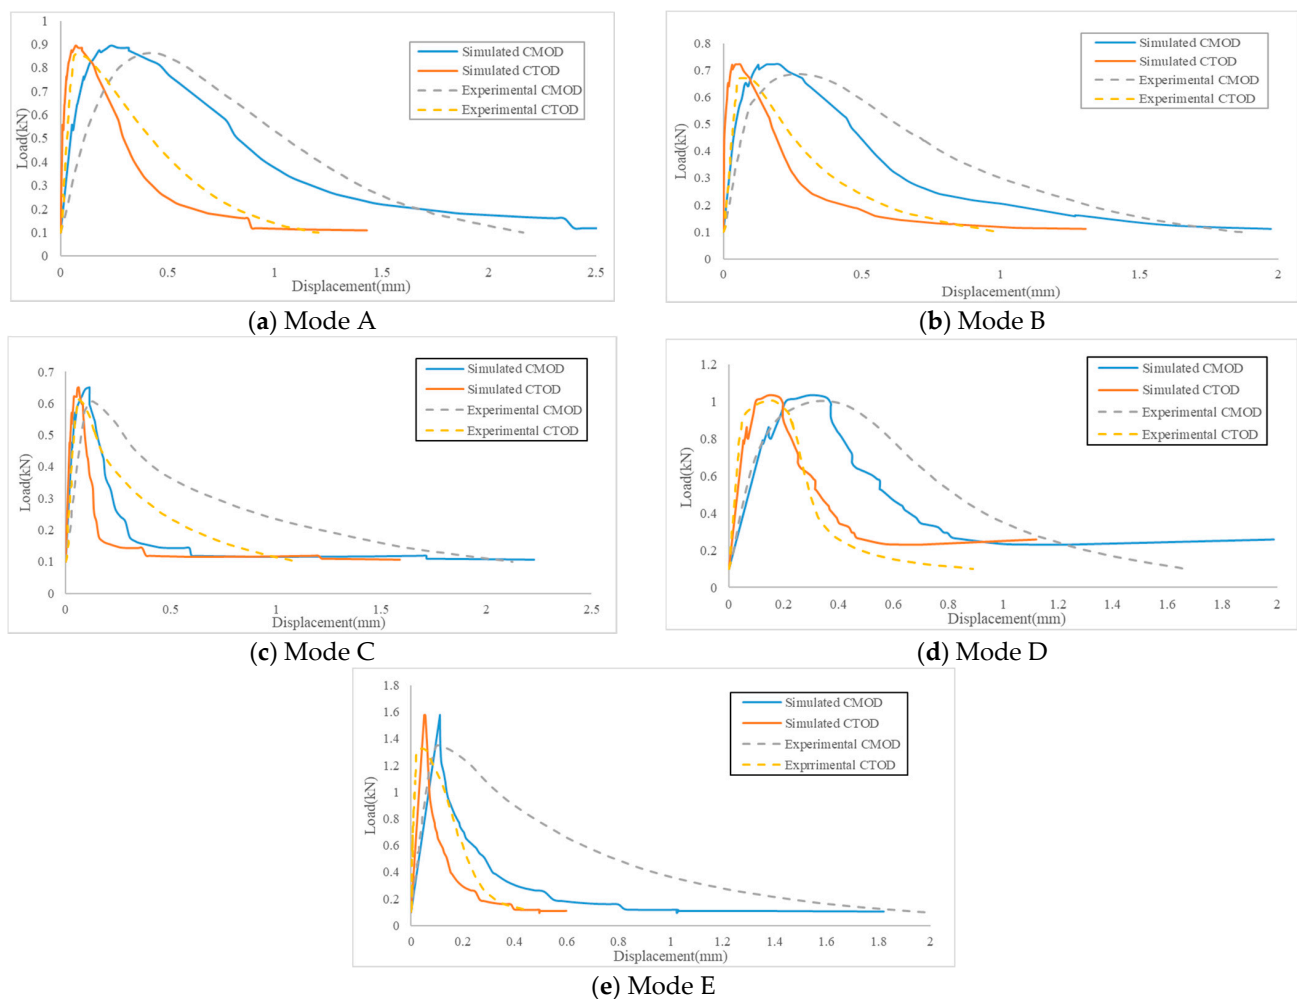 1
0.9
0.8
0.7
0.6
0.5
0.4
0.3
0.2
0.1
0
Load(kN)
0 0.5 1 1.5 2 2.5
Displacement(mm)
Simulated CMOD
Simulated CTOD
Experimental CMOD
Experimental CTOD
(a) Mode A
0.8
0.7
0.6
0.5
0.4
0.3
0.2
0.1
0
Load(kN)
0 0.5 1 1.5 2
Displacement(mm)
Simulated CMOD
Simulated CTOD
Experimental CMOD
Experimental CTOD
(b) Mode B
0.7
0.6
0.5
0.4
0.3
0.2
0.1
0
Load(kN)
0 0.5 1 1.5 2 2.5
Displacement(mm)
Simulated CMOD
Simulated CTOD
Experimental CMOD
Experimental CTOD
(c) Mode C
1.2
1
0.8
0.6
0.4
0.2
0
Load(kN)
0 0.2 0.4 0.6 0.8 1 1.2 1.4 1.6 1.8 2
Displacement(mm)
Simulated CMOD
Simulated CTOD
Experimental CMOD
Experimental CTOD
(d) Mode D
1.8
1.6
1.4
1.2
1
0.8
0.6
0.4
0.2
0
Load(kN)
0 0.2 0.4 0.6 0.8 1 1.2 1.4 1.6 1.8 2
Displacement(mm)
Simulated CMOD
Simulated CTOD
Experimental CMOD
Exprrimental CTOD
(e) Mode E